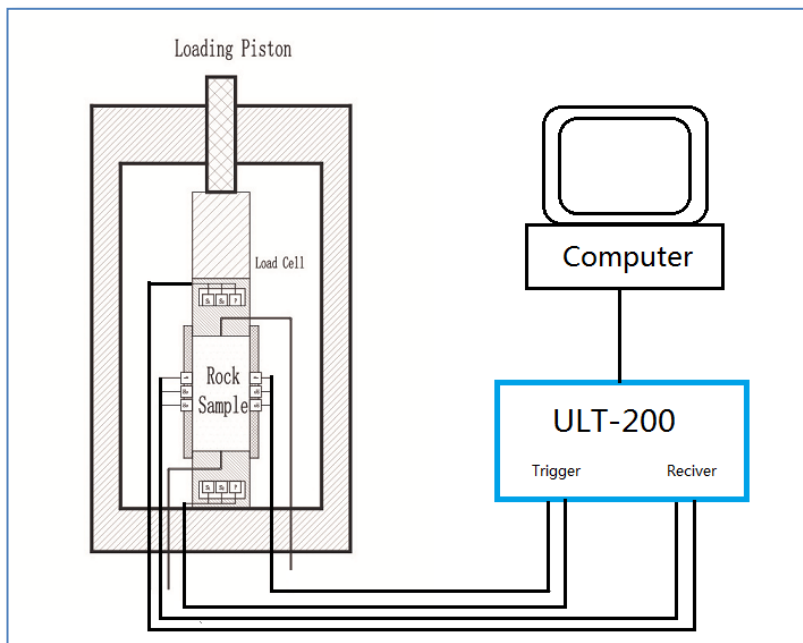 Loading Piston
Load Cell
Computer
Rock
Sample
ULT-200
Trigger
Reciver